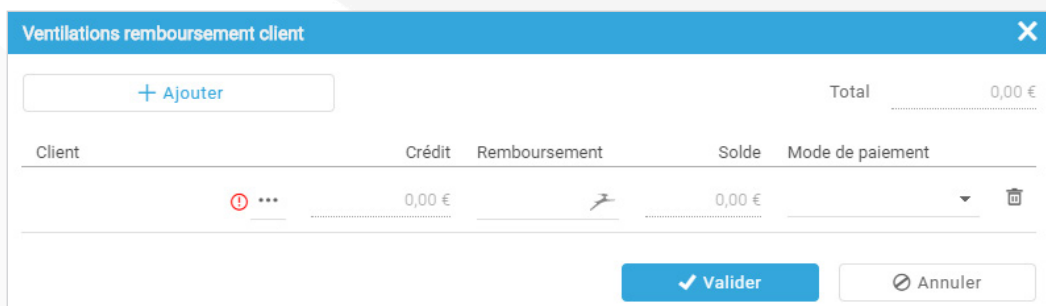 Ventilations remboursement client
+ Ajouter
Total 0,00 €
Client Crédit Remboursement Solde Mode de paiement
... 0,00 € 0,00 €
Valider Annuler